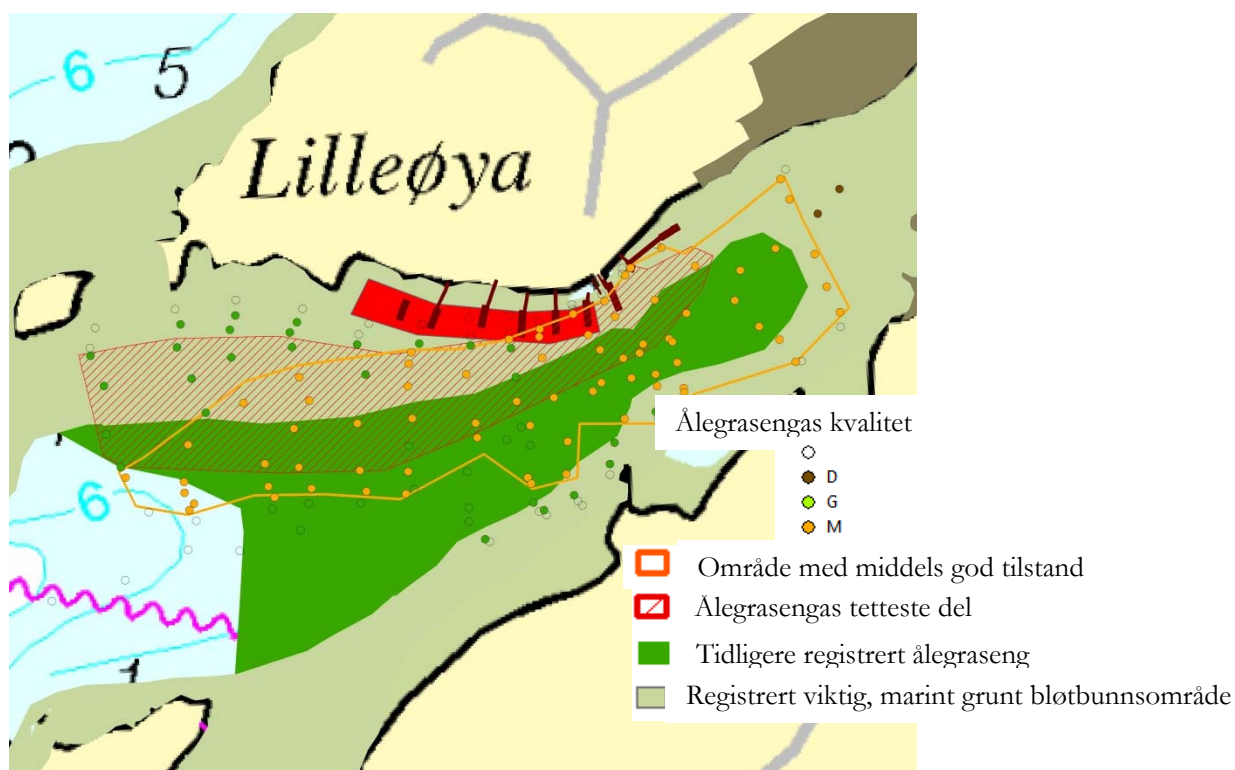 6
5
Lilleøya
6
Ålegrasengas kvalitet
D
G
M
Område med middels god tilstand
Ålegrasengas tetteste del
Tidligere registrert ålegraseng
Registrert viktig, marint grunt bløtbunnsområde